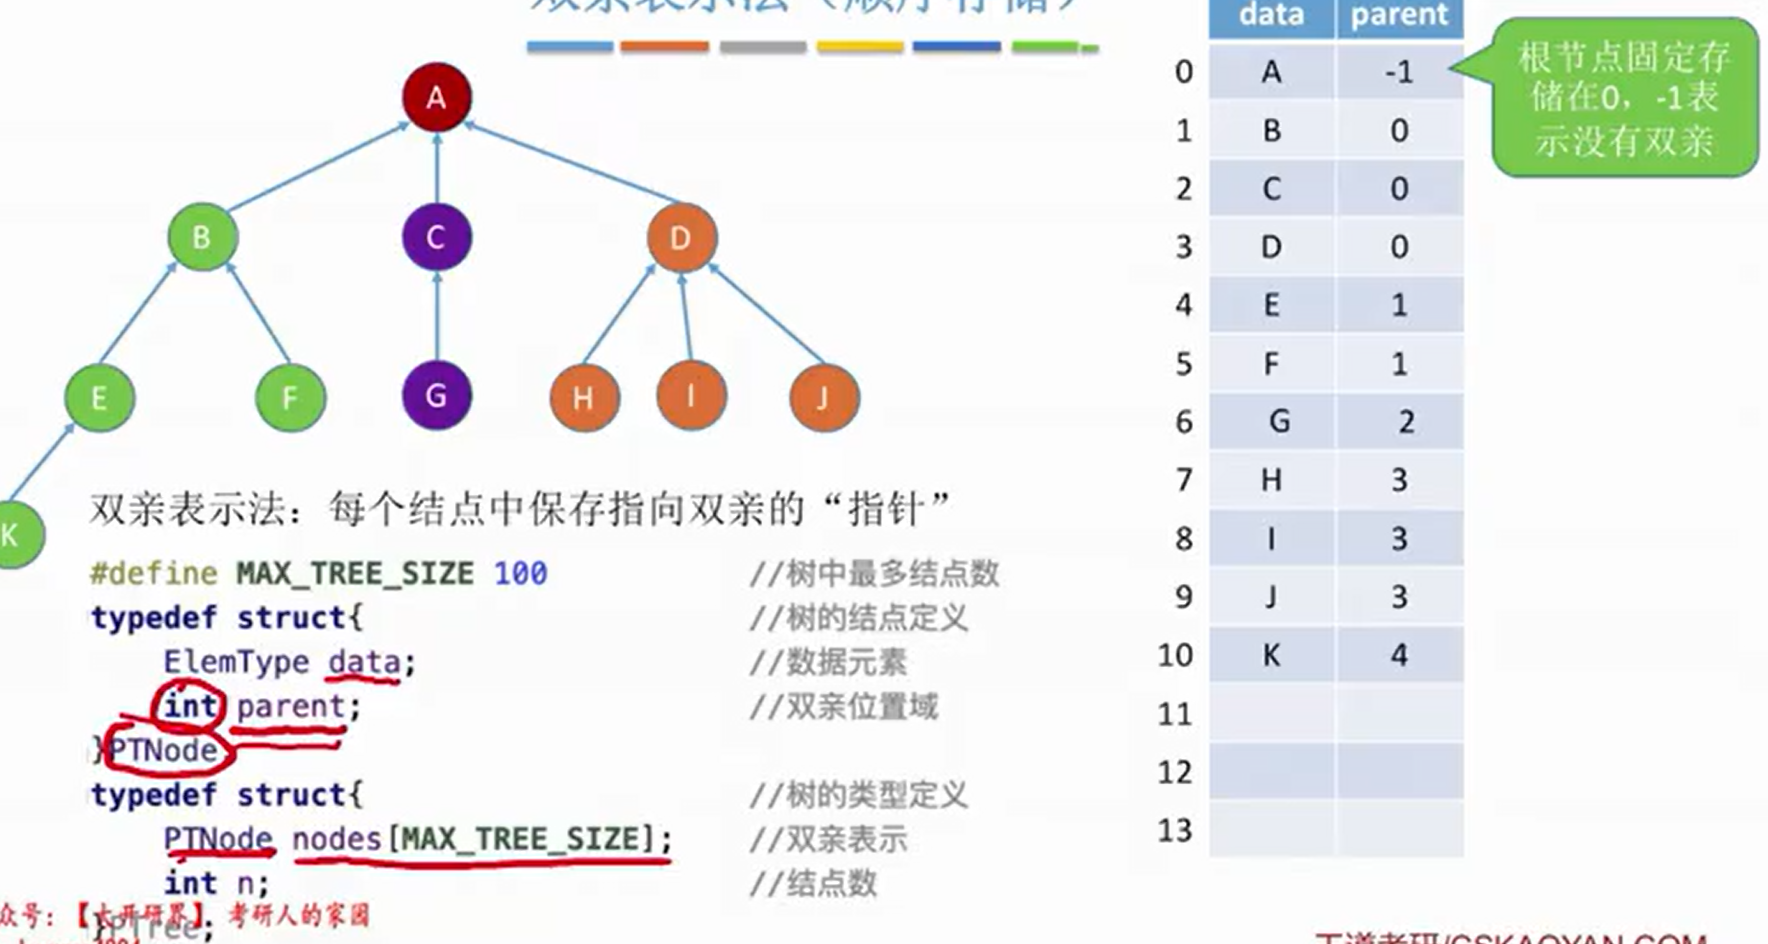 双亲表示法（顺序存储）
data parent
0 A -1
1 B 0
2 C 0
3 D 0
4 E 1
5 F 1
6 G 2
7 H 3
8 I 3
9 J 3
10 K 4
11
12
13
根节点固定存
储在0，-1表
示没有双亲
A
B C D
E F G H I J
K
双亲表示法：每个结点中保存指向双亲的“指针”
#define MAX_TREE_SIZE 100 //树中最多结点数
typedef struct{ //树的结点定义
ElemType data; //数据元素
int parent; //双亲位置域
}PTNode
typedef struct{ //树的类型定义
PTNode nodes[MAX_TREE_SIZE]; //双亲表示
int n; //结点数
}PTree;
众号：【大开研界】 考研人的家园
王道考研/CSKAOYAN.COM